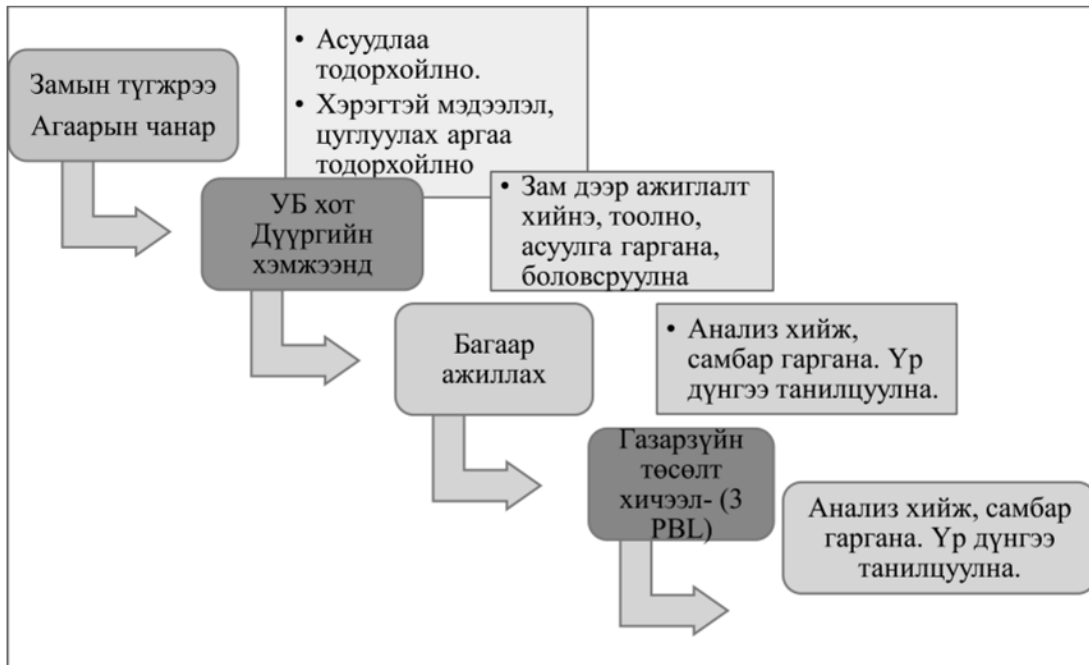 Замын түгжрээ
Агаарын чанар
• Асуудлаа
тодорхойлно.
• Хэрэгтэй мэдээлэл,
цуглуулах аргаа
тодорхойлно
УБ хот
Дүүргийн
хэмжээнд
• Зам дээр ажиглалт
хийнэ, тоолно,
асуулга гаргана,
боловсруулна
Багаар
ажиллах
• Анализ хийж,
самбар гаргана. Үр
дүнгээ танилцуулна.
Газарзүйн
төсөлт
хичээл- (3
PBL)
Анализ хийж, самбар
гаргана. Үр дүнгээ
танилцуулна.